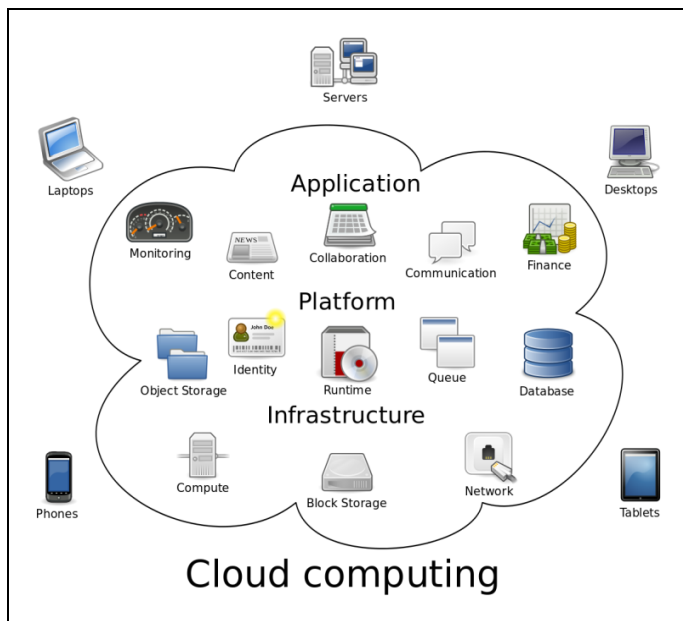 Servers
Laptops
Desktops
Application
Monitoring
Content
NEWS
Collaboration
Communication
Finance
Platform
Object Storage
John Doe
Identity
Runtime
Queue
Database
Infrastructure
Compute
Block Storage
Network
Phones
Tablets
Cloud computing